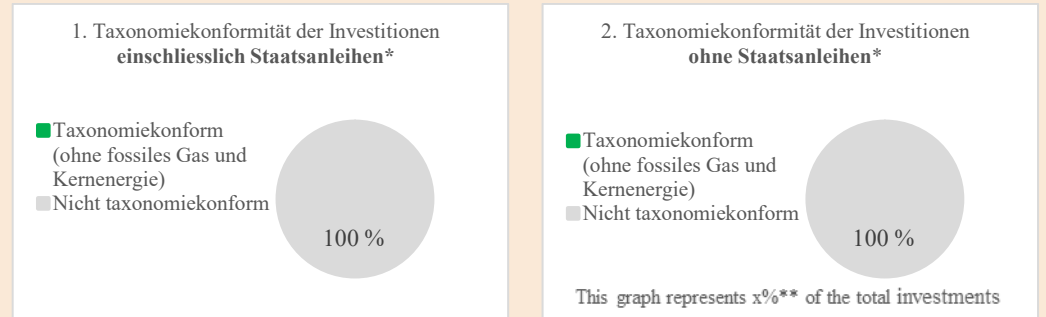 1. Taxonomiekonformität der Investitionen
einschliesslich Staatsanleihen*
Taxonomiekonform
(ohne fossiles Gas und
Kernenergie)
Nicht taxonomiekonform
100 %
2. Taxonomiekonformität der Investitionen
ohne Staatsanleihen*
Taxonomiekonform
(ohne fossiles Gas und
Kernenergie)
Nicht taxonomiekonform
100 %
This graph represents x%** of the total investments